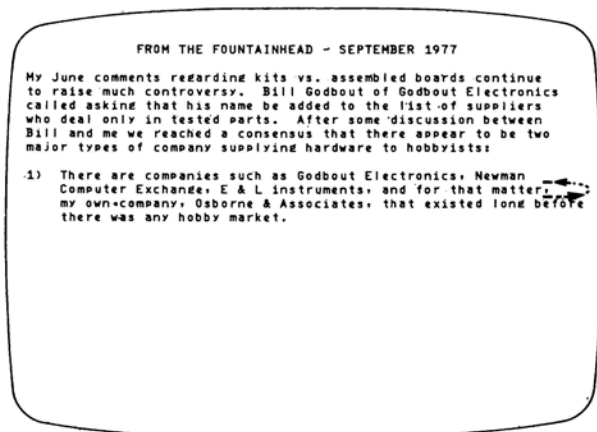 FROM THE FOUNTAINHEAD - SEPTEMBER 1977
My June comments regarding kits vs. assembled boards continue
to raise much controversy. Bill Godbout of Godbout Electronics
called asking that his name be added to the list of suppliers
who deal only in tested parts. After some discussion between
Bill and me we reached a consensus that there appear to be two
major types of company supplying hardware to hobbyists:
1) There are companies such as Godbout Electronics, Newman
Computer Exchange, E & L instruments, and for that matter,
my own company, Osborne & Associates, that existed long before
there was any hobby market.